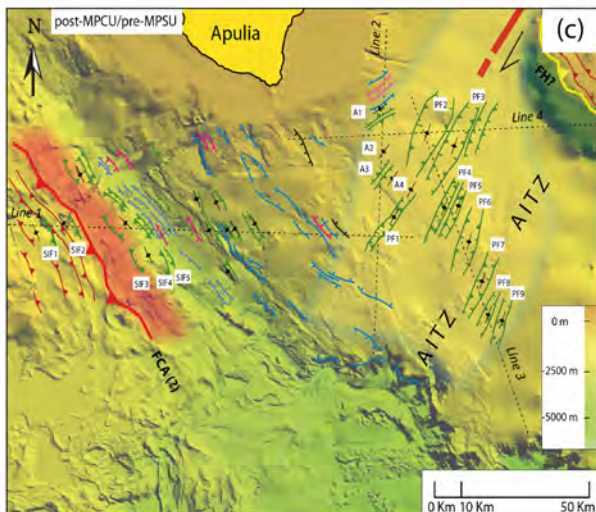 post-MPCU/pre-MPSU
(c)
N
Apulia
Line 2
FH?
A1
PF2
PF3
Line 4
A2
A3
PF4
A4
PF5
PF6
AITZ
Line 1
SIF1
SIF2
PF1
PF7
SIF3
SIF4
SIF5
PF8
PF9
0 m
AITZ
FCA (?)
Line 3
-2500 m
-5000 m
0 Km 10 Km 50 Km